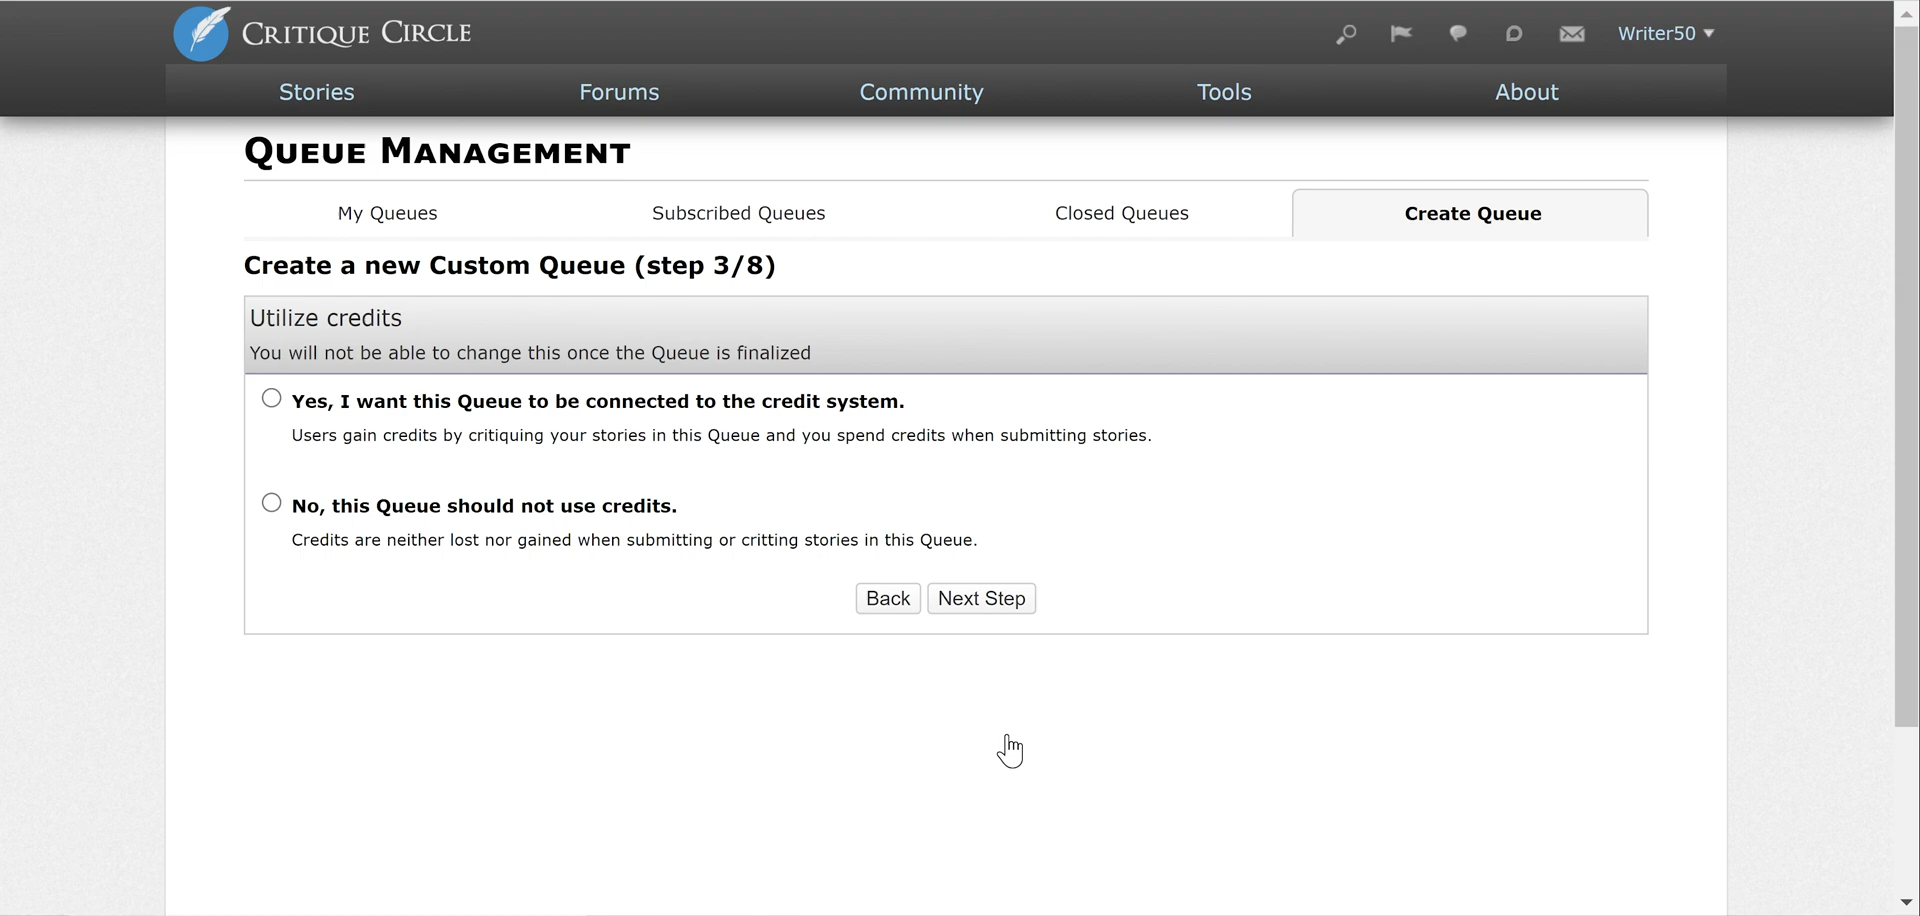 CRITIQUE CIRCLE
Writer50
Stories
Forums
Community
Tools
About
QUEUE MANAGEMENT
My Queues
Subscribed Queues
Closed Queues
Create Queue
Create a new Custom Queue (step 3/8)
Utilize credits
You will not be able to change this once the Queue is finalized
Yes, I want this Queue to be connected to the credit system.
Users gain credits by critiquing your stories in this Queue and you spend credits when submitting stories.
No, this Queue should not use credits.
Credits are neither lost nor gained when submitting or critting stories in this Queue.
Back
Next Step